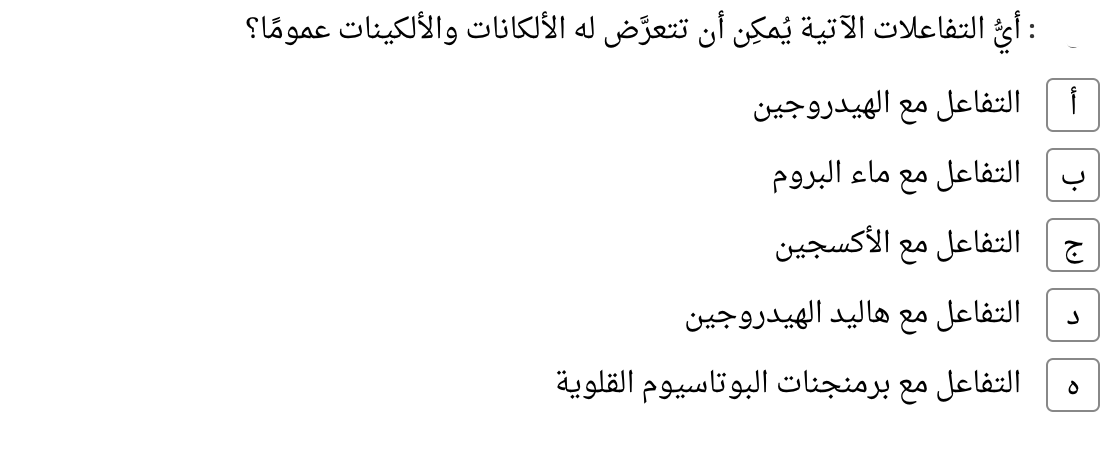 : أيُّ التفاعلات الآتية يُمكِن أن تتعرَّض له الألكانات والألكينات عمومًا؟
أ التفاعل مع الهيدروجين
ب التفاعل مع ماء البروم
ج التفاعل مع الأكسجين
د التفاعل مع هاليد الهيدروجين
ه التفاعل مع برمنجنات البوتاسيوم القلوية